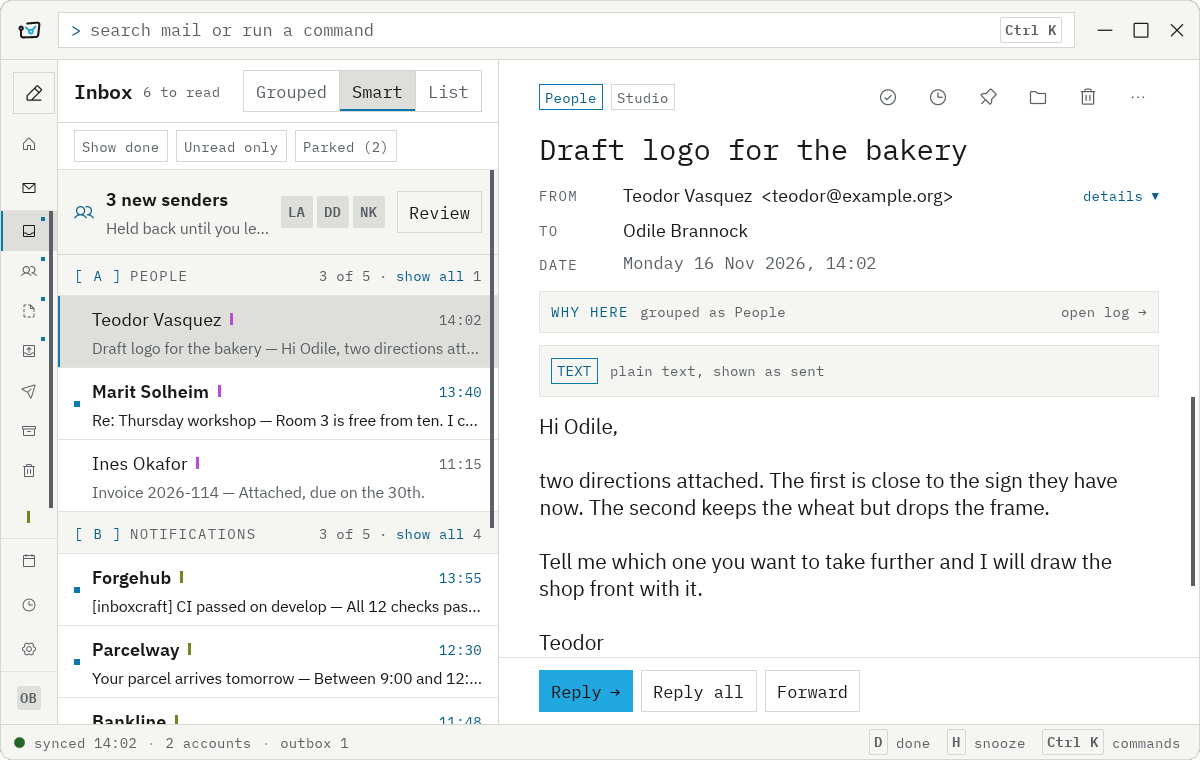 > search mail or run a command Ctrl K
Inbox 6 to read Grouped Smart List
Show done Unread only Parked (2)
3 new senders
Held back until you le... LA DD NK Review
[ A ] PEOPLE 3 of 5 · show all 1
Teodor Vasquez 14:02
Draft logo for the bakery — Hi Odile, two directions att...
Marit Solheim 13:40
Re: Thursday workshop — Room 3 is free from ten. I c...
Ines Okafor 11:15
Invoice 2026-114 — Attached, due on the 30th.
[ B ] NOTIFICATIONS 3 of 5 · show all 4
Forgehub 13:55
[inboxcraft] CI passed on develop — All 12 checks pas...
Parcelway 12:30
Your parcel arrives tomorrow — Between 9:00 and 12:...
Bankline 11:48
OB
People Studio
Draft logo for the bakery
FROM Teodor Vasquez <teodor@example.org> details ▼
TO Odile Brannock
DATE Monday 16 Nov 2026, 14:02
WHY HERE grouped as People open log →
TEXT plain text, shown as sent
Hi Odile,
two directions attached. The first is close to the sign they have
now. The second keeps the wheat but drops the frame.
Tell me which one you want to take further and I will draw the
shop front with it.
Teodor
Reply → Reply all Forward
synced 14:02 · 2 accounts · outbox 1 D done H snooze Ctrl K commands